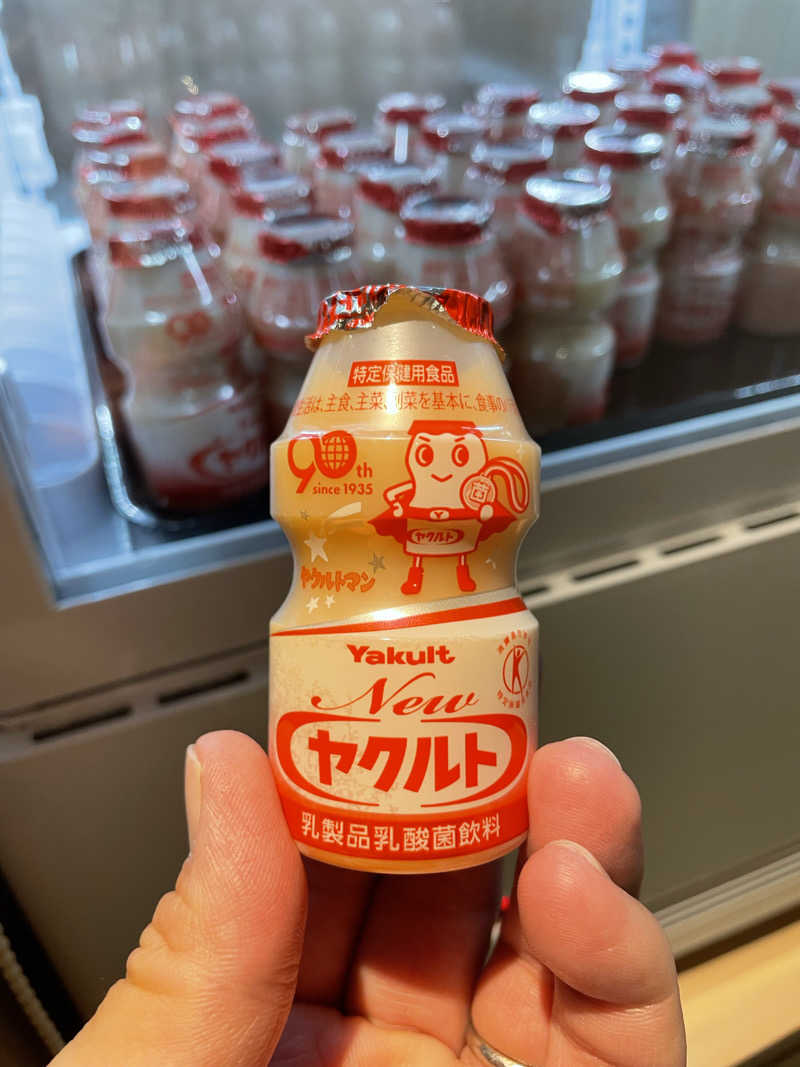 特定保健用食品
生活は、主食、主菜、副菜を基本に、食事の
90th
since 1935
菌
Y
ヤクルト
ヤクルトマン
Yakult
New
ヤクルト
乳製品乳酸菌飲料